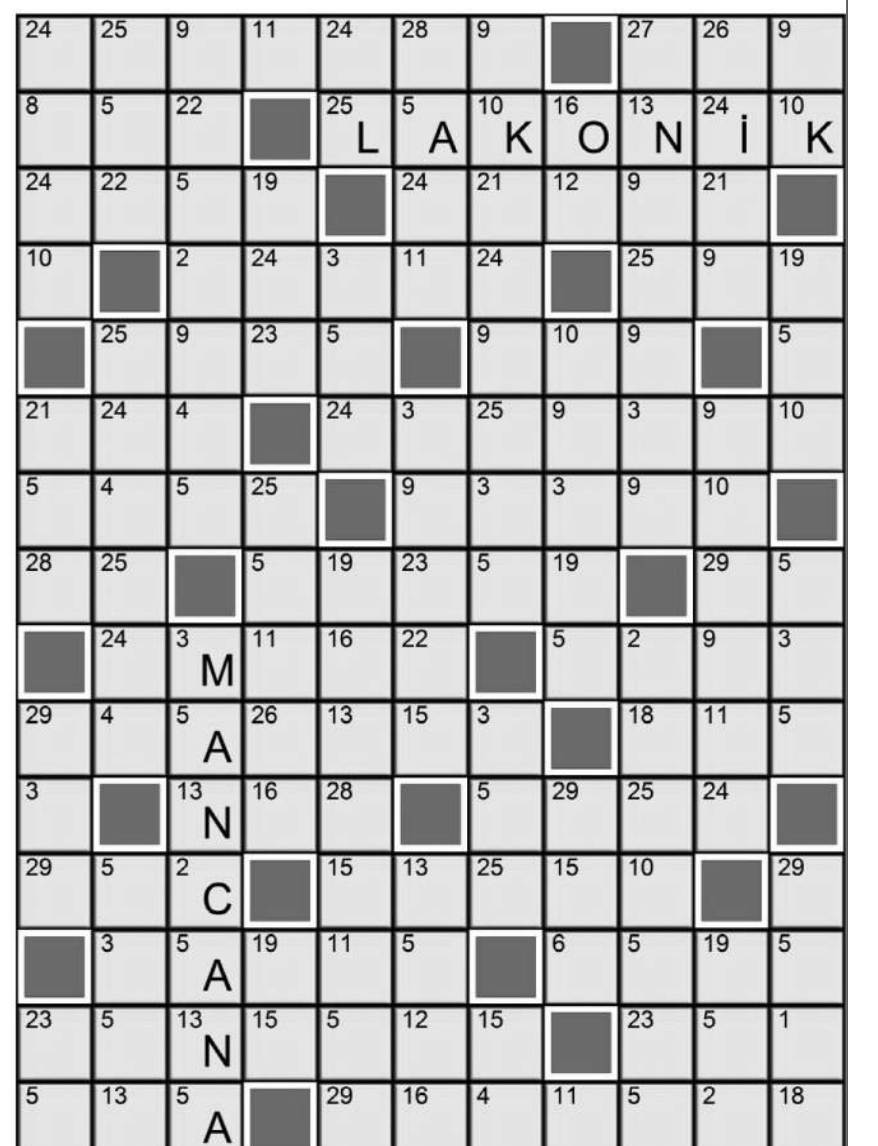 24 25 9 11 24 28 9 27 26 9
8 5 22 25 L 5 A 10 K 16 O 13 N 24 İ 10 K
24 22 5 19 24 21 12 9 21
10 2 24 3 11 24 25 9 19
25 9 23 5 9 10 9 5
21 24 4 24 3 25 9 3 9 10
5 4 5 25 9 3 3 9 10
28 25 5 19 23 5 19 29 5
24 3 M 11 16 22 5 2 9 3
29 4 5 A 26 13 15 3 18 11 5
3 13 N 16 28 5 29 25 24
29 5 2 C 15 13 25 15 10 29
3 5 A 19 11 5 6 5 19 5
23 5 13 N 15 5 12 15 23 5 1
5 13 5 A 29 16 4 11 5 2 18